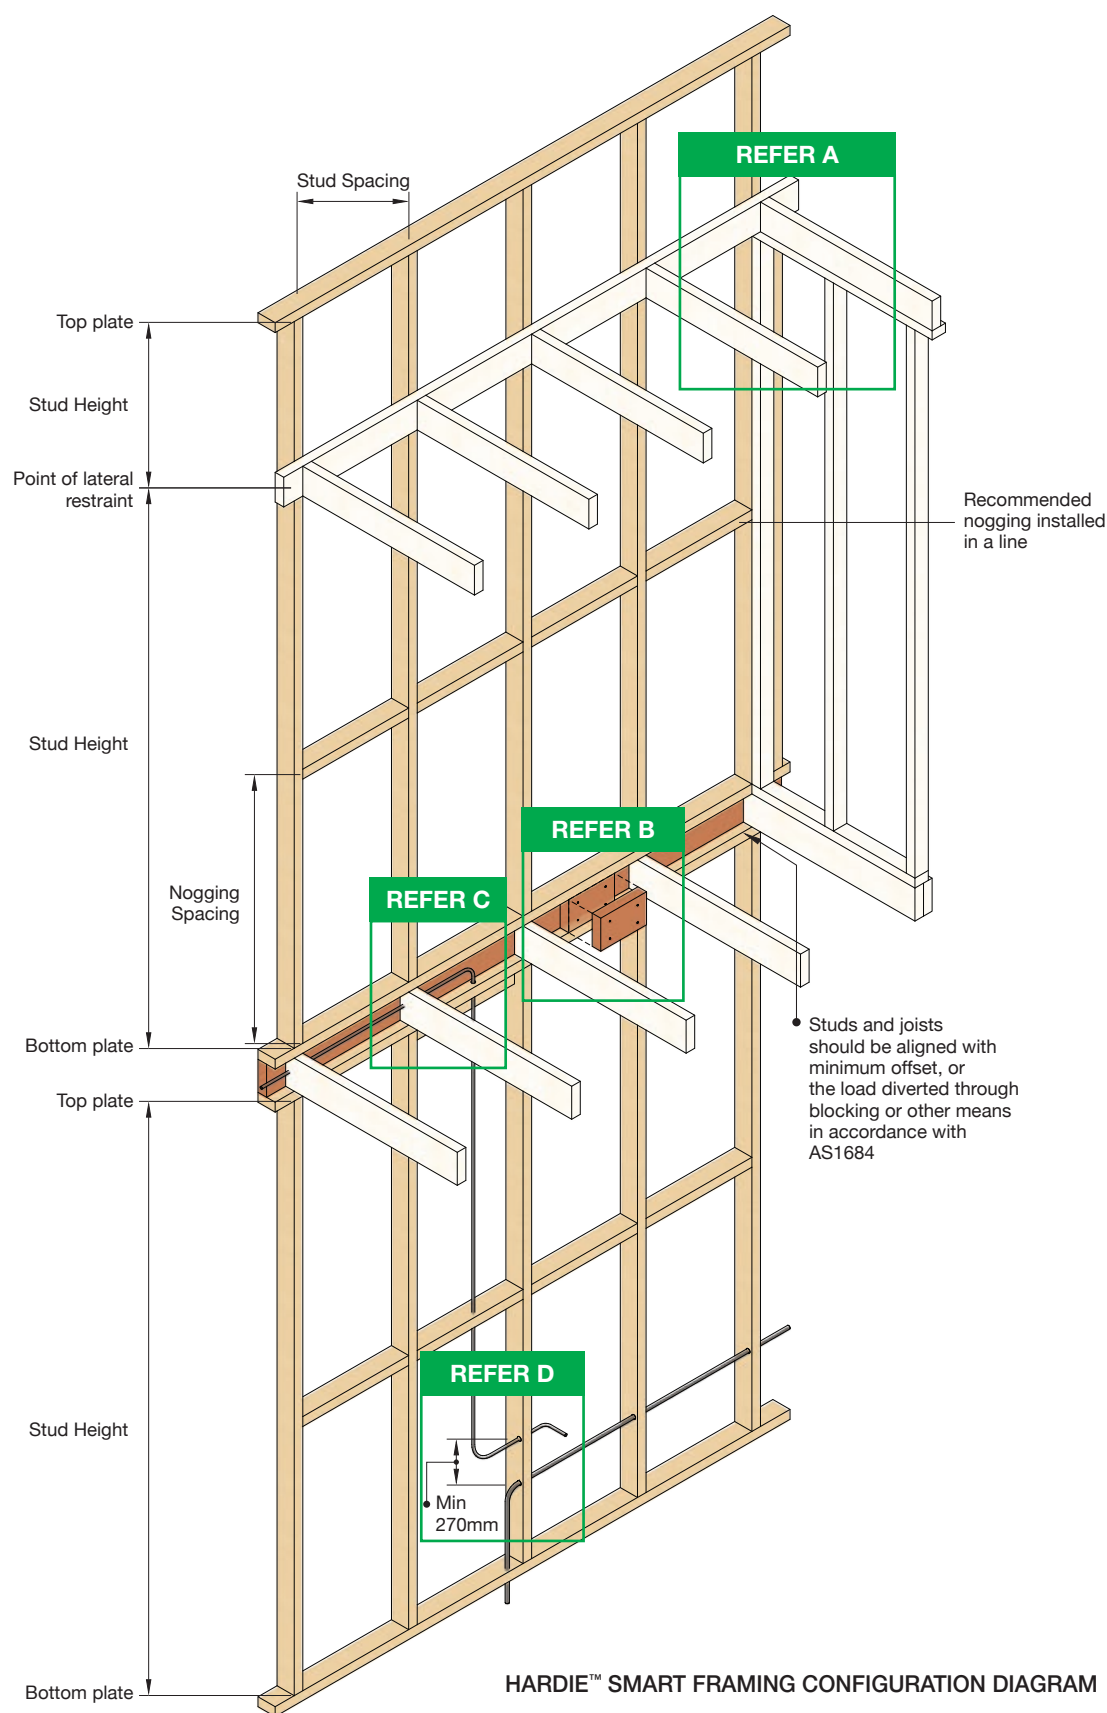 REFER A
Stud Spacing
Top plate
Stud Height
Point of lateral
restraint
Recommended
nogging installed
in a line
Stud Height
REFER B
Nogging
Spacing
REFER C
Studs and joists
should be aligned with
minimum offset, or
the load diverted through
blocking or other means
in accordance with
AS1684
Bottom plate
Top plate
REFER D
Stud Height
Min
270mm
Bottom plate
HARDIE™ SMART FRAMING CONFIGURATION DIAGRAM